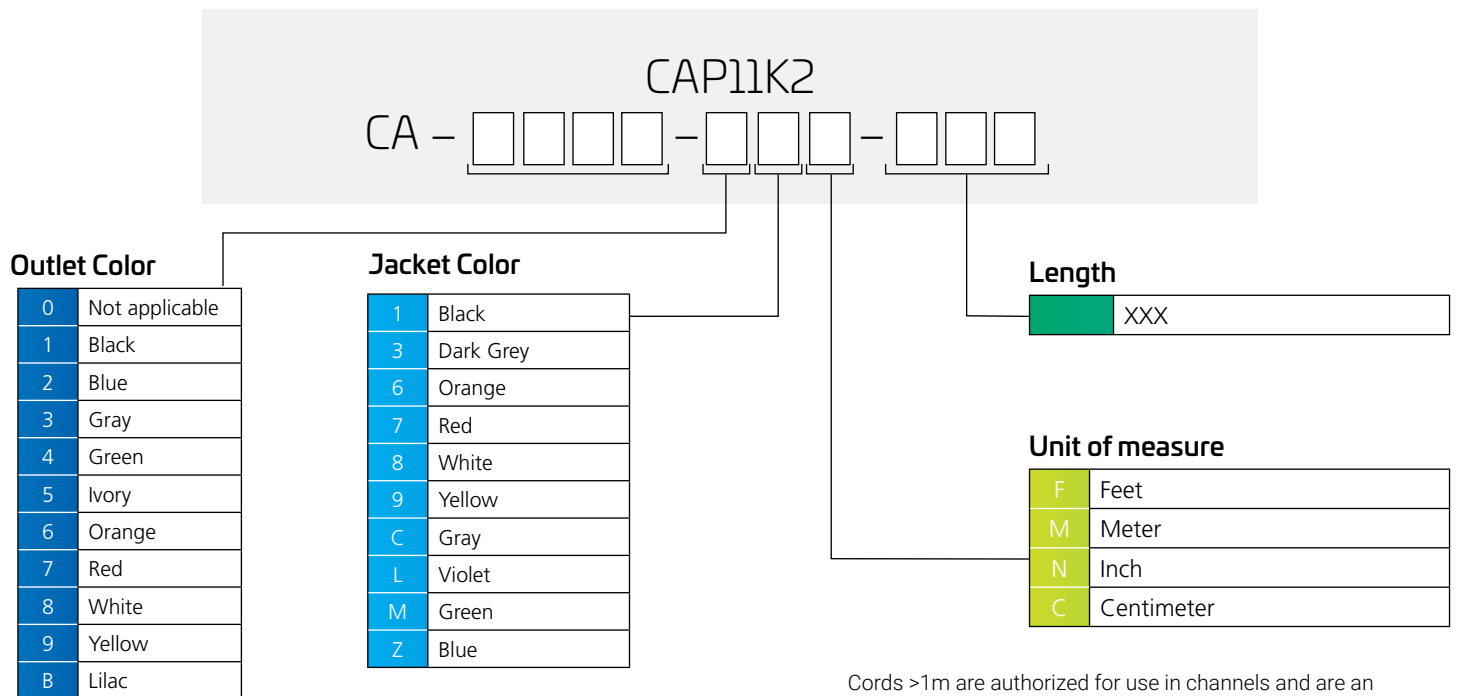 CAP11K2
CA – –
–
Outlet Color
0 Not applicable
1 Black
2 Blue
3 Gray
4 Green
5 Ivory
6 Orange
7 Red
8 White
9 Yellow
B Lilac
Jacket Color
1 Black
3 Dark Grey
6 Orange
7 Red
8 White
9 Yellow
C Gray
L Violet
M Green
Z Blue
Length
XXX
Unit of measure
F Feet
M Meter
N Inch
C Centimeter
Cords >1m are authorized for use in channels and are an